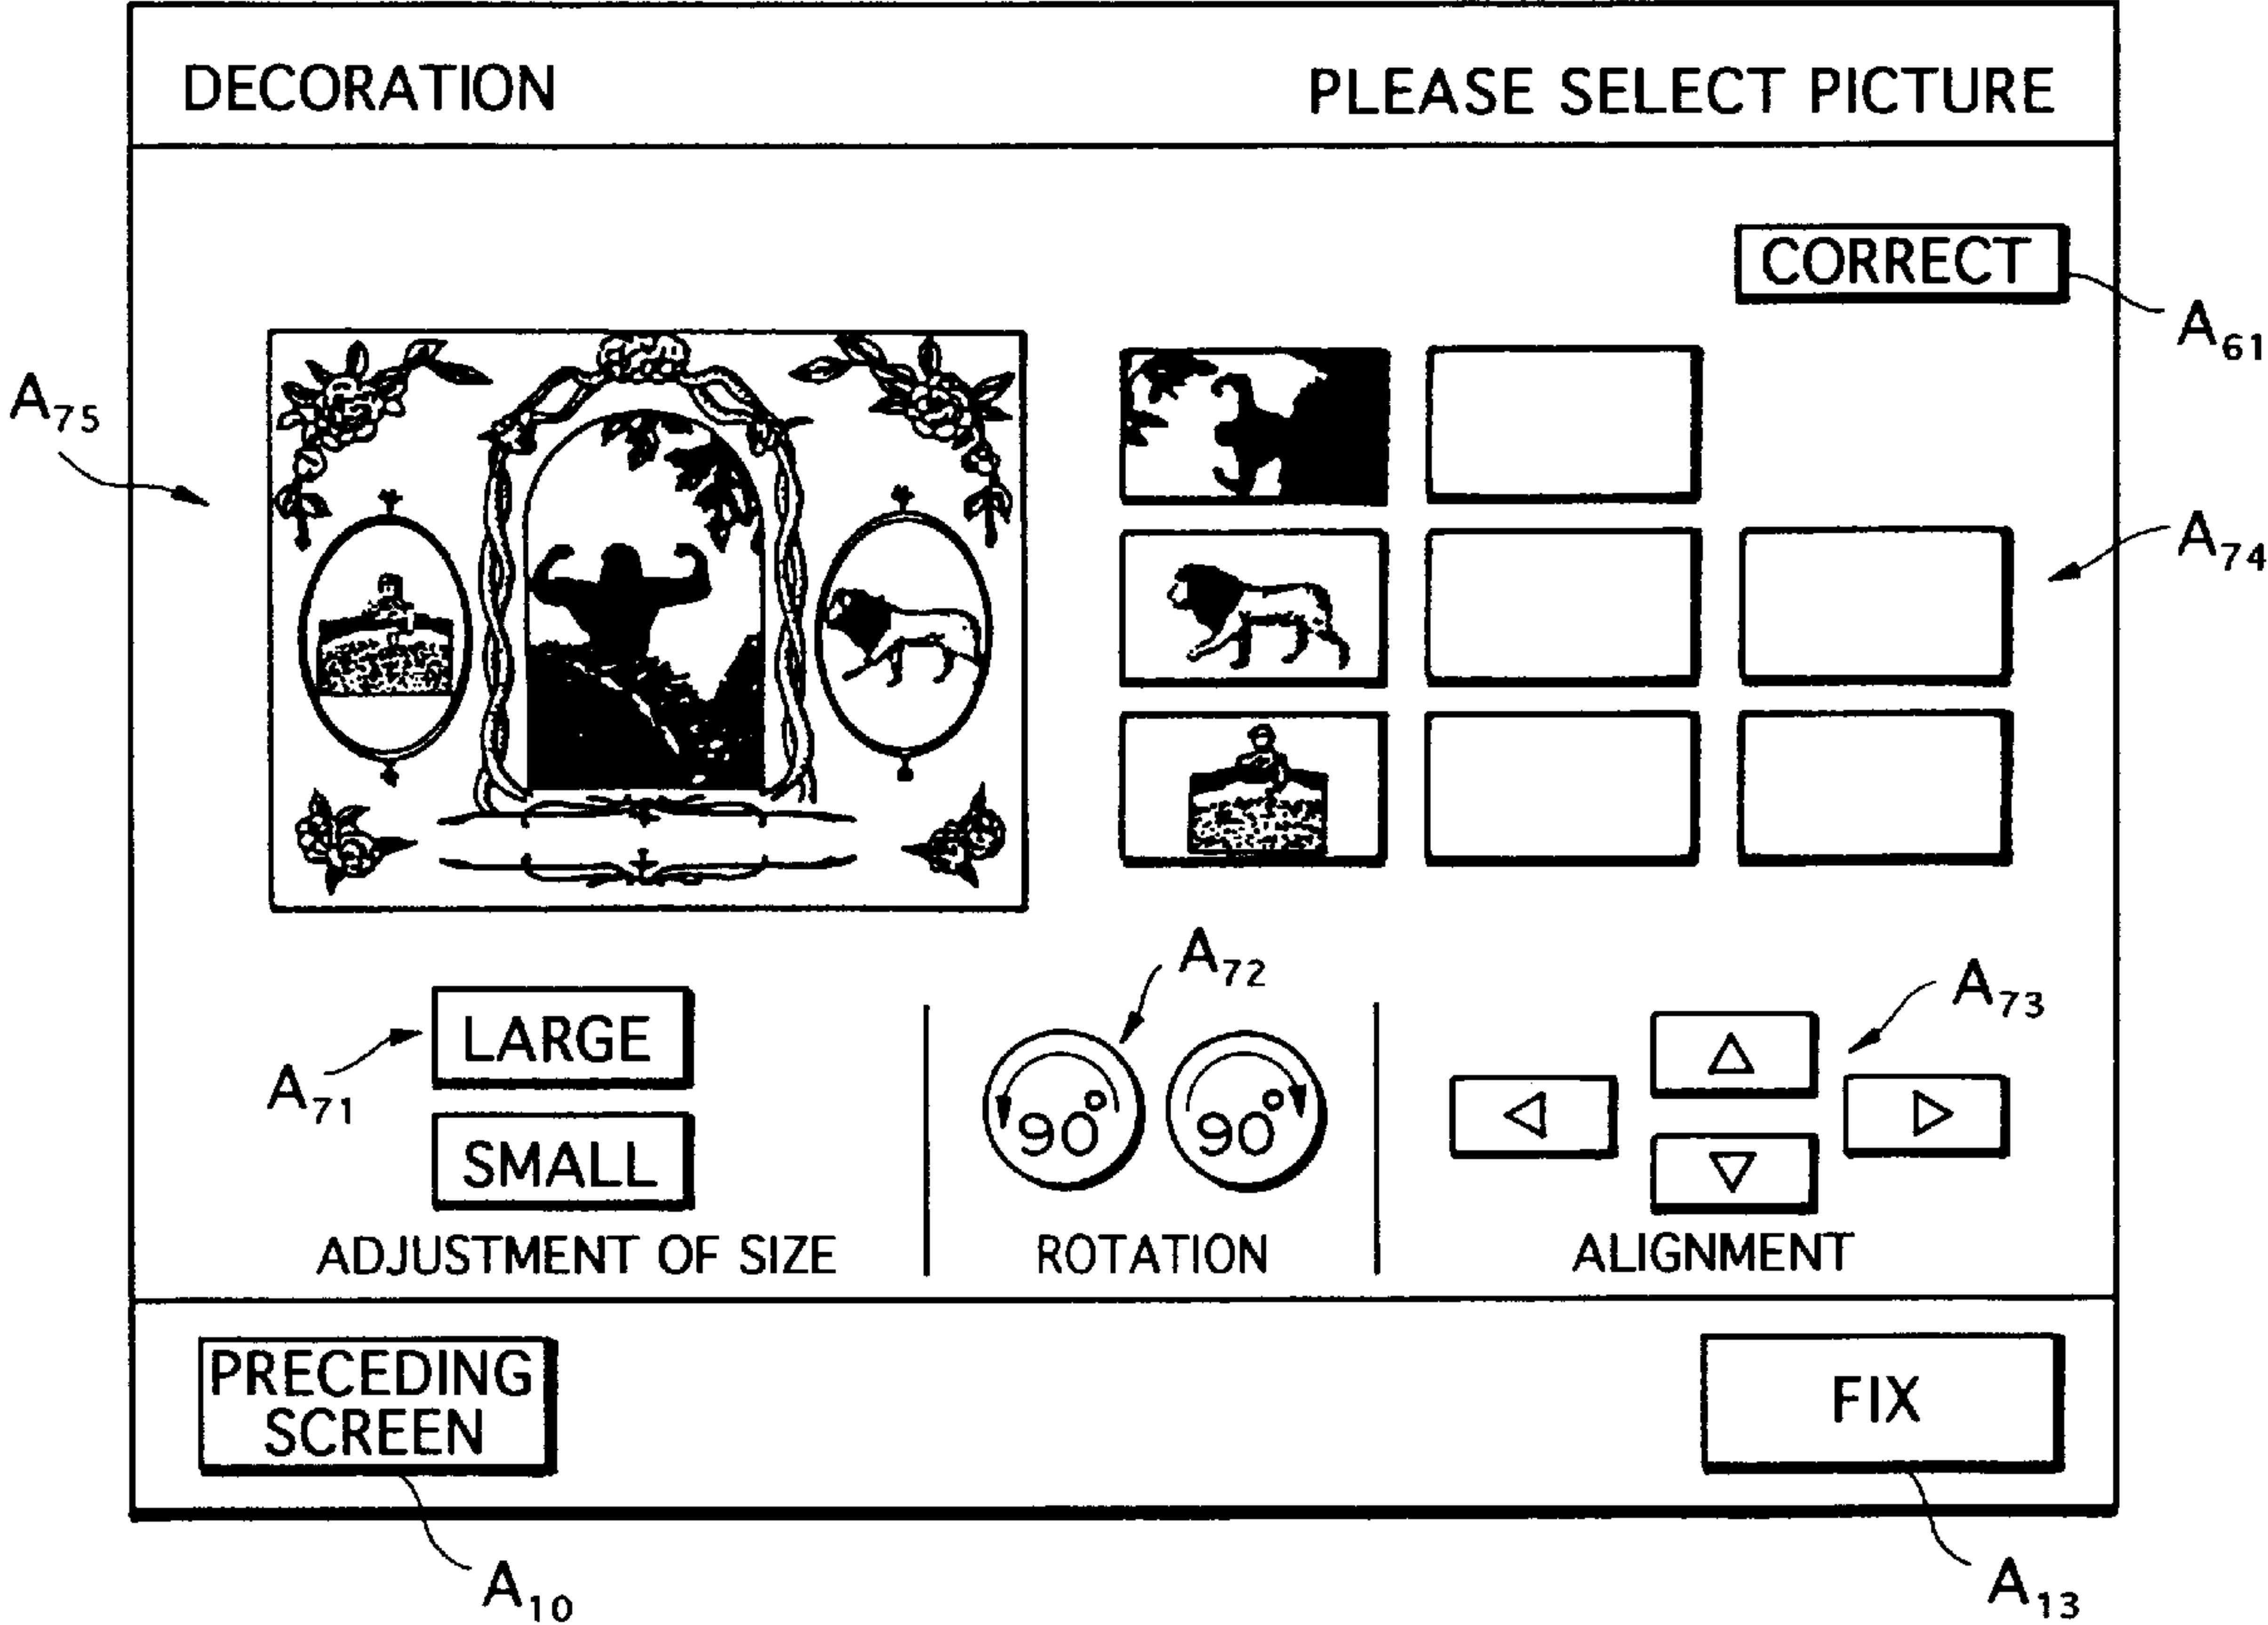 DECORATION
PLEASE SELECT PICTURE
CORRECT
A61
A75
A74
A72
A73
LARGE
A71
90°
90°
SMALL
ADJUSTMENT OF SIZE
ROTATION
ALIGNMENT
PRECEDING
SCREEN
FIX
A10
A13